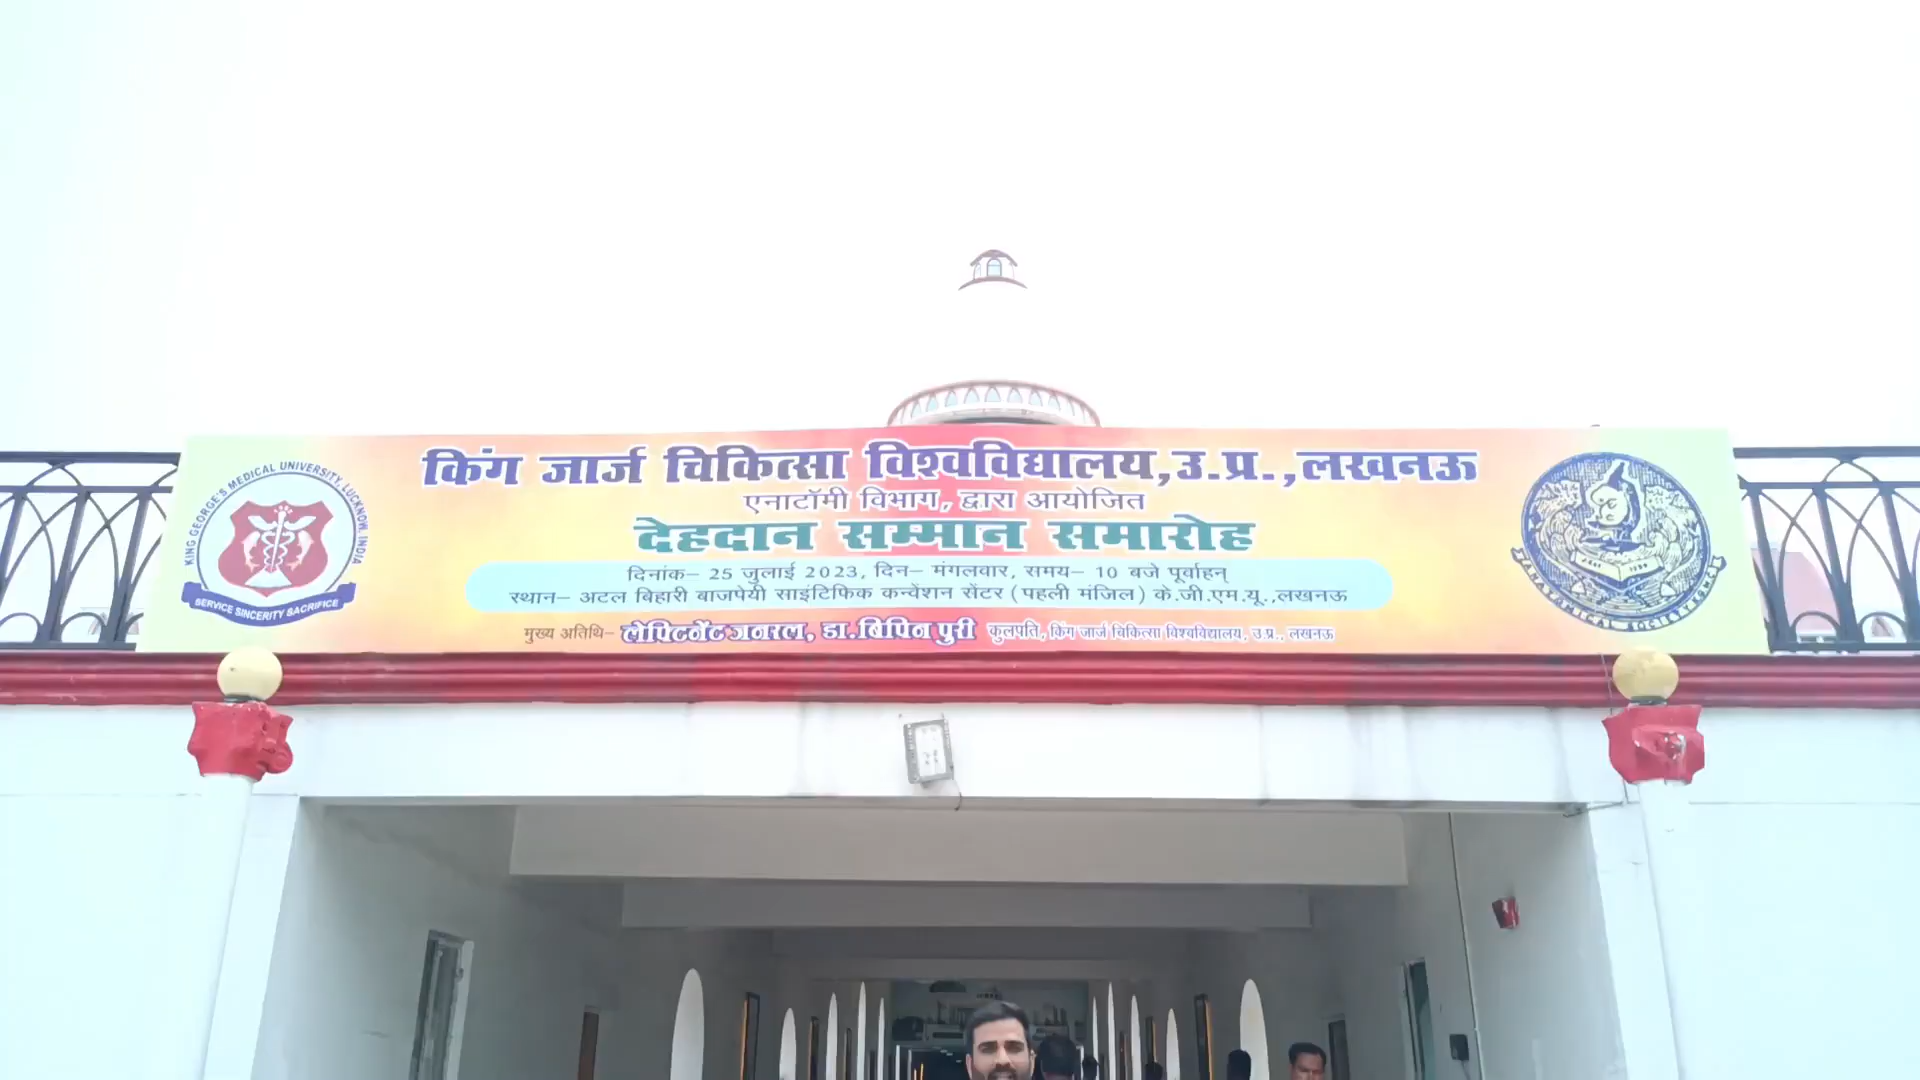 किंग जार्ज चिकित्सा विश्वविद्यालय,उ.प्र.,लखनऊ
एनाटॉमी विभाग, द्वारा आयोजित
देहदान सम्मान समारोह
दिनांक– 25 जुलाई 2023, दिन– मंगलवार, समय– 10 बजे पूर्वाहन्
स्थान– अटल बिहारी बाजपेयी साइंटिफिक कन्वेंशन सेंटर (पहली मंजिल) के.जी.एम.यू.,लखनऊ
मुख्य अतिथि– लेफ्टिनेंट जनरल, डा. बिपिन पुरी कुलपति, किंग जार्ज चिकित्सा विश्वविद्यालय, उ.प्र., लखनऊ
KING GEORGE'S MEDICAL UNIVERSITY, LUCKNOW, INDIA
SERVICE SINCERITY SACRIFICE